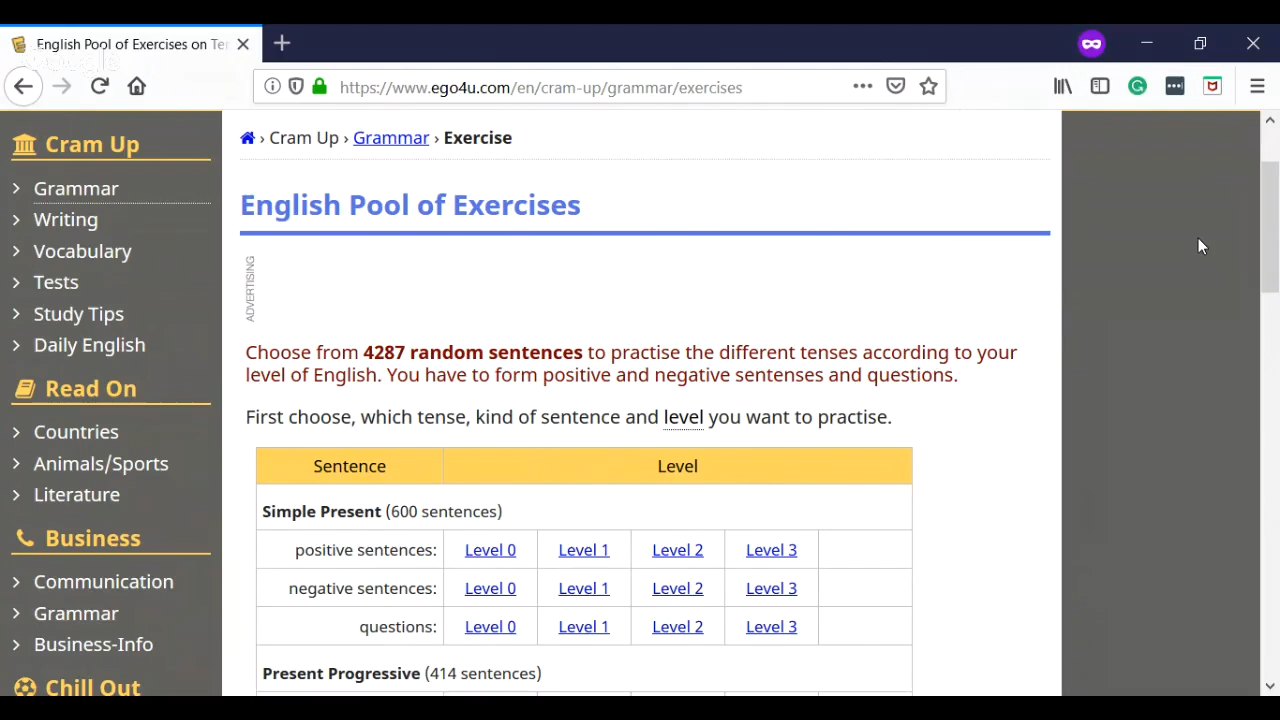 English Pool of Exercises on Ter
https://www.ego4u.com/en/cram-up/grammar/exercises
Cram Up
Grammar
Writing
Vocabulary
Tests
Study Tips
Daily English
Read On
Countries
Animals/Sports
Literature
Business
Communication
Grammar
Business-Info
Chill Out
› Cram Up › Grammar › Exercise
English Pool of Exercises
ADVERTISING
Choose from 4287 random sentences to practise the different tenses according to your
level of English. You have to form positive and negative sentences and questions.
First choose, which tense, kind of sentence and level you want to practise.
Sentence Level
Simple Present (600 sentences)
positive sentences: Level 0 Level 1 Level 2 Level 3
negative sentences: Level 0 Level 1 Level 2 Level 3
questions: Level 0 Level 1 Level 2 Level 3
Present Progressive (414 sentences)